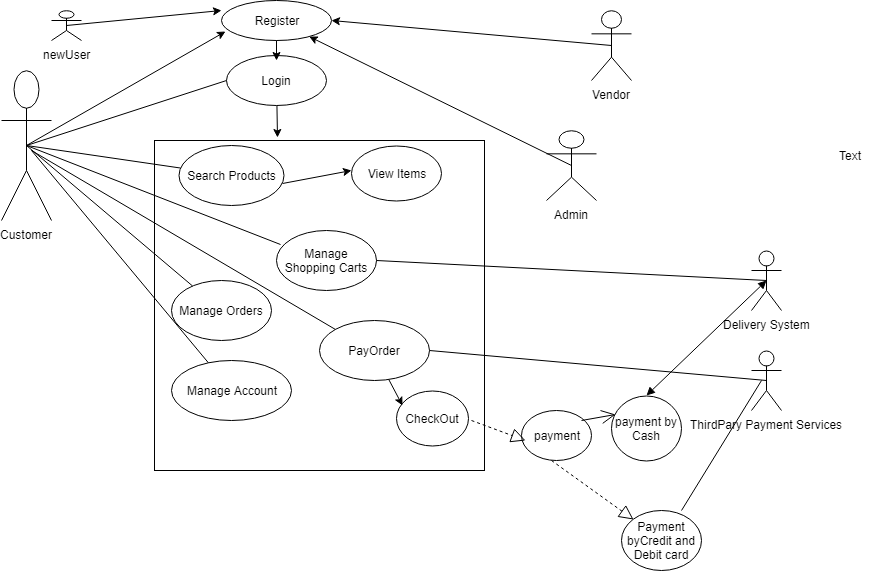 Register
newUser
Login
Vendor
Text
Search Products
View Items
Admin
Customer
Manage
Shopping Carts
Manage Orders
Delivery System
PayOrder
Manage Account
CheckOut
payment by
Cash
ThirdPary Payment Services
payment
Payment
byCredit and
Debit card